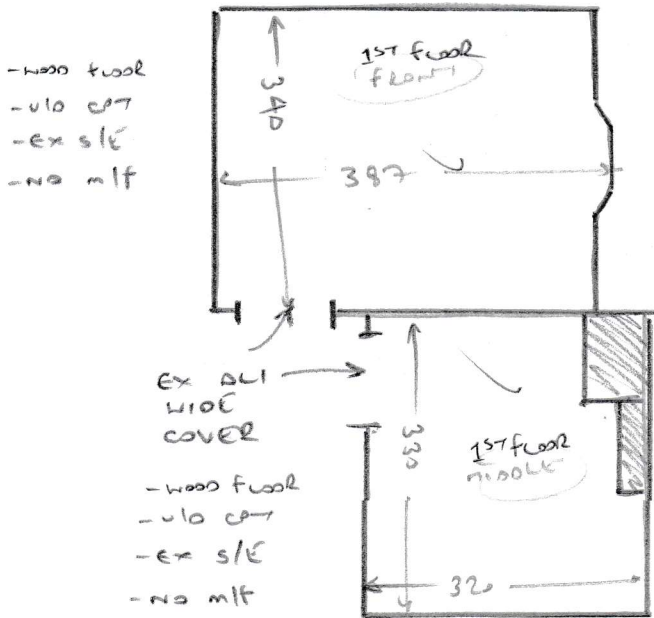 1ST FLOOR
FRONT
- WOOD FLOOR
- U/O CPT
- EX S/E
- NO M/F
340
387
EX ALI
WIDE
COVER
330
1ST FLOOR
MIDDLE
- WOOD FLOOR
- U/O CPT
- EX S/E
- NO M/F
320